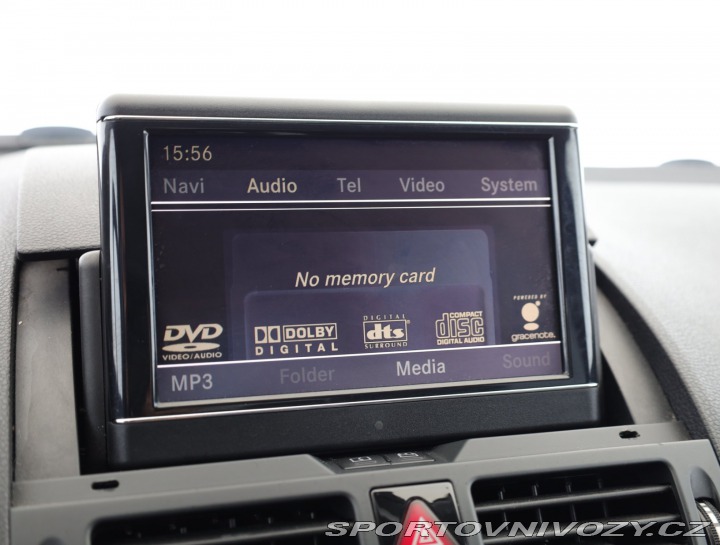 15:56
Navi Audio Tel Video System
No memory card
DVD VIDEO/AUDIO
DOLBY DIGITAL
DIGITAL dts SURROUND
COMPACT disc DIGITAL AUDIO
POWERED BY gracenote
MP3 Folder Media Sound
SPORTOVNIVOZY.CZ